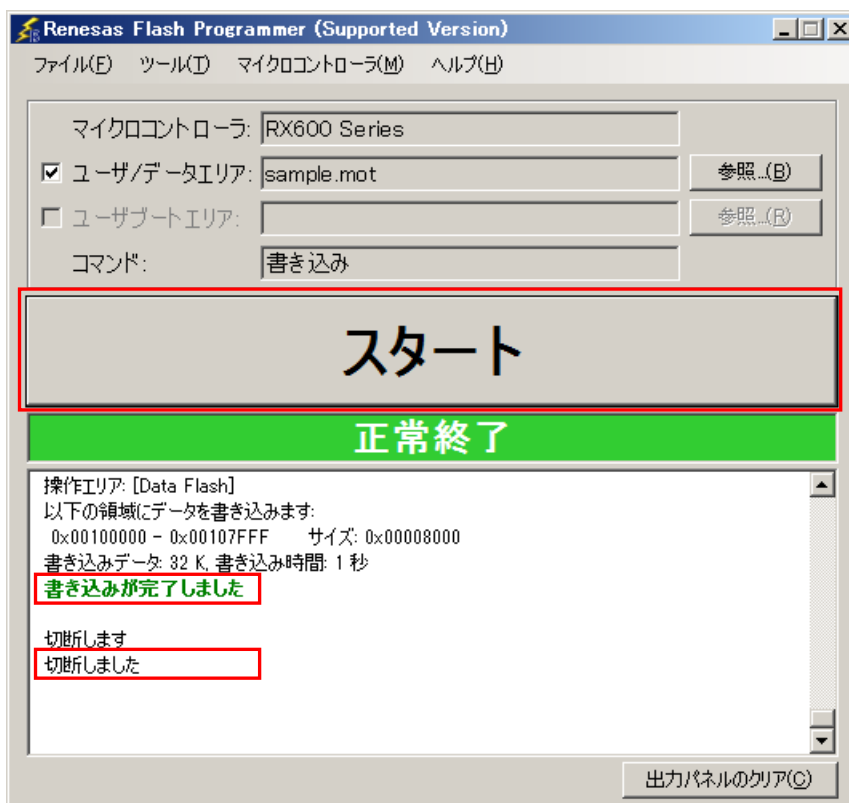 Renesas Flash Programmer (Supported Version)
ファイル(F) ツール(T) マイクロコントローラ(M) ヘルプ(H)
マイクロコントローラ: RX600 Series
ユーザ/データエリア: sample.mot 参照...(B)
ユーザブートエリア: 参照...(R)
コマンド: 書き込み
スタート
正常終了
操作エリア: [Data Flash]
以下の領域にデータを書き込みます:
0x00100000 - 0x00107FFF サイズ: 0x00008000
書き込みデータ: 32 K, 書き込み時間: 1 秒
書き込みが完了しました
切断します
切断しました
出力パネルのクリア(C)